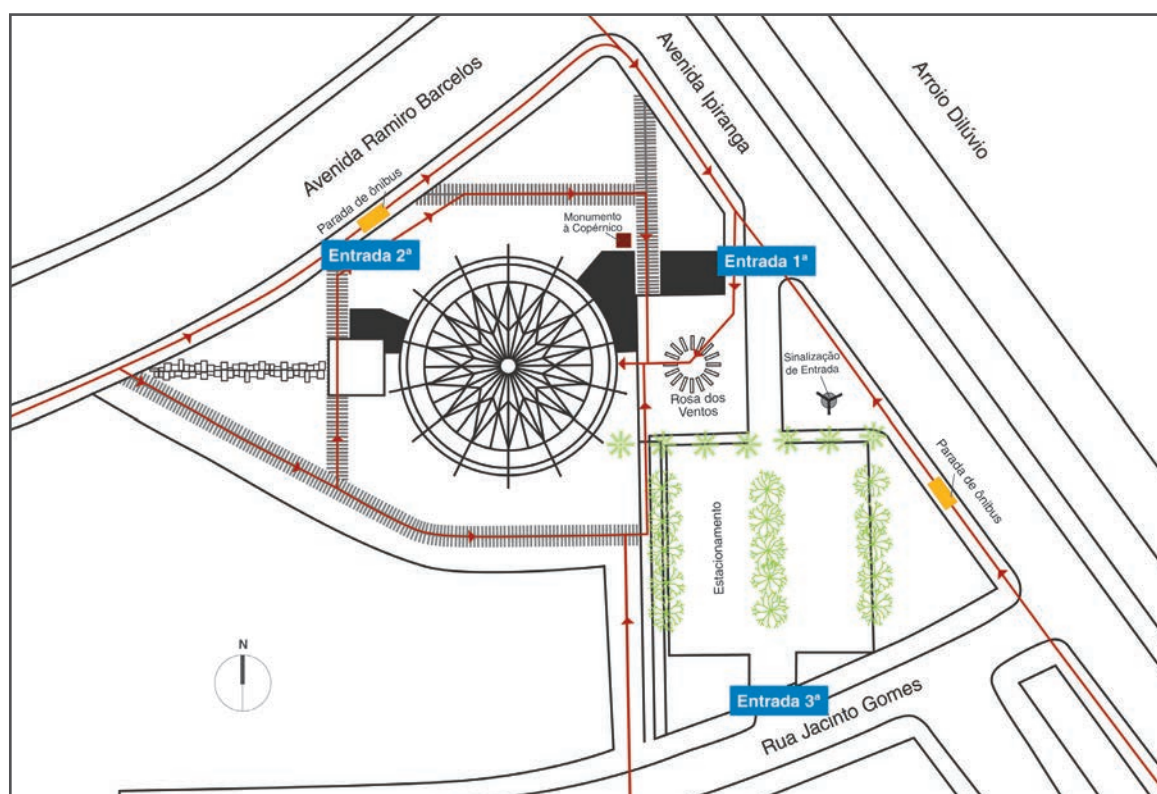 Avenida Ramiro Barcelos
Avenida Ipiranga
Arroio Dilúvio
Parada de ônibus
Monumento
à Copérnico
Entrada 2ª
Entrada 1ª
Sinalização
de Entrada
Rosa dos
Ventos
Parada de ônibus
Estacionamento
N
Entrada 3ª
Rua Jacinto Gomes